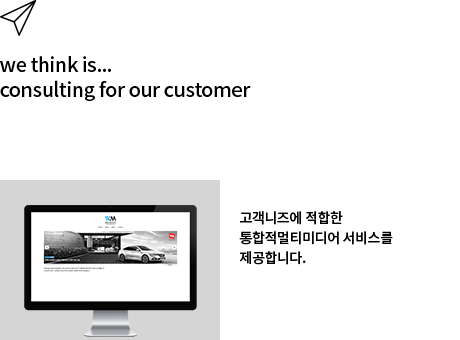 we think is...
consulting for our customer
고객니즈에 적합한
통합적멀티미디어 서비스를
제공합니다.